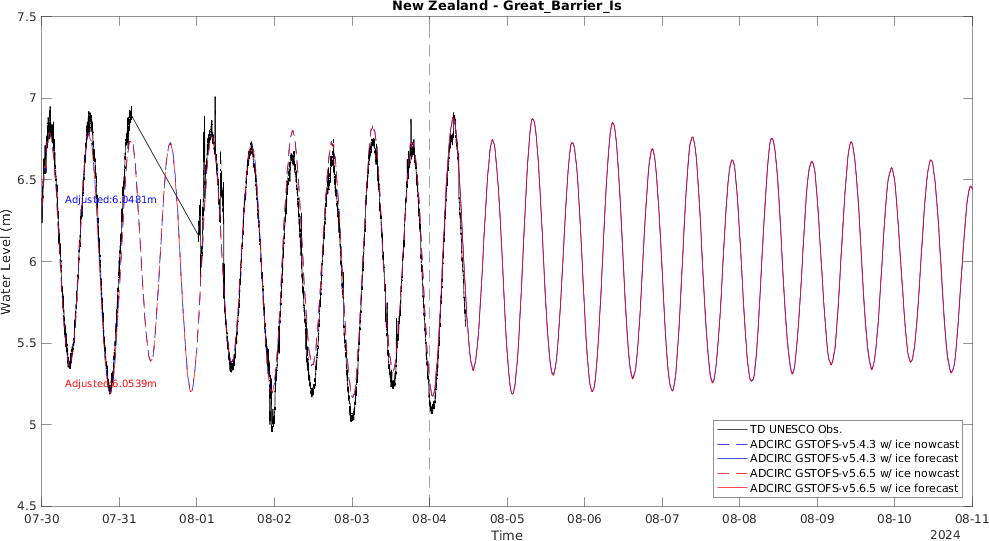 New Zealand - Great_Barrier_Is
7.5
7
6.5
6
5.5
5
4.5
Water Level (m)
Adjusted:6.0481m
Adjusted:6.0539m
TD UNESCO Obs.
ADCIRC GSTOFS-v5.4.3 w/ ice nowcast
ADCIRC GSTOFS-v5.4.3 w/ ice forecast
ADCIRC GSTOFS-v5.6.5 w/ ice nowcast
ADCIRC GSTOFS-v5.6.5 w/ ice forecast
07-30 07-31 08-01 08-02 08-03 08-04 08-05 08-06 08-07 08-08 08-09 08-10 08-11
Time
2024